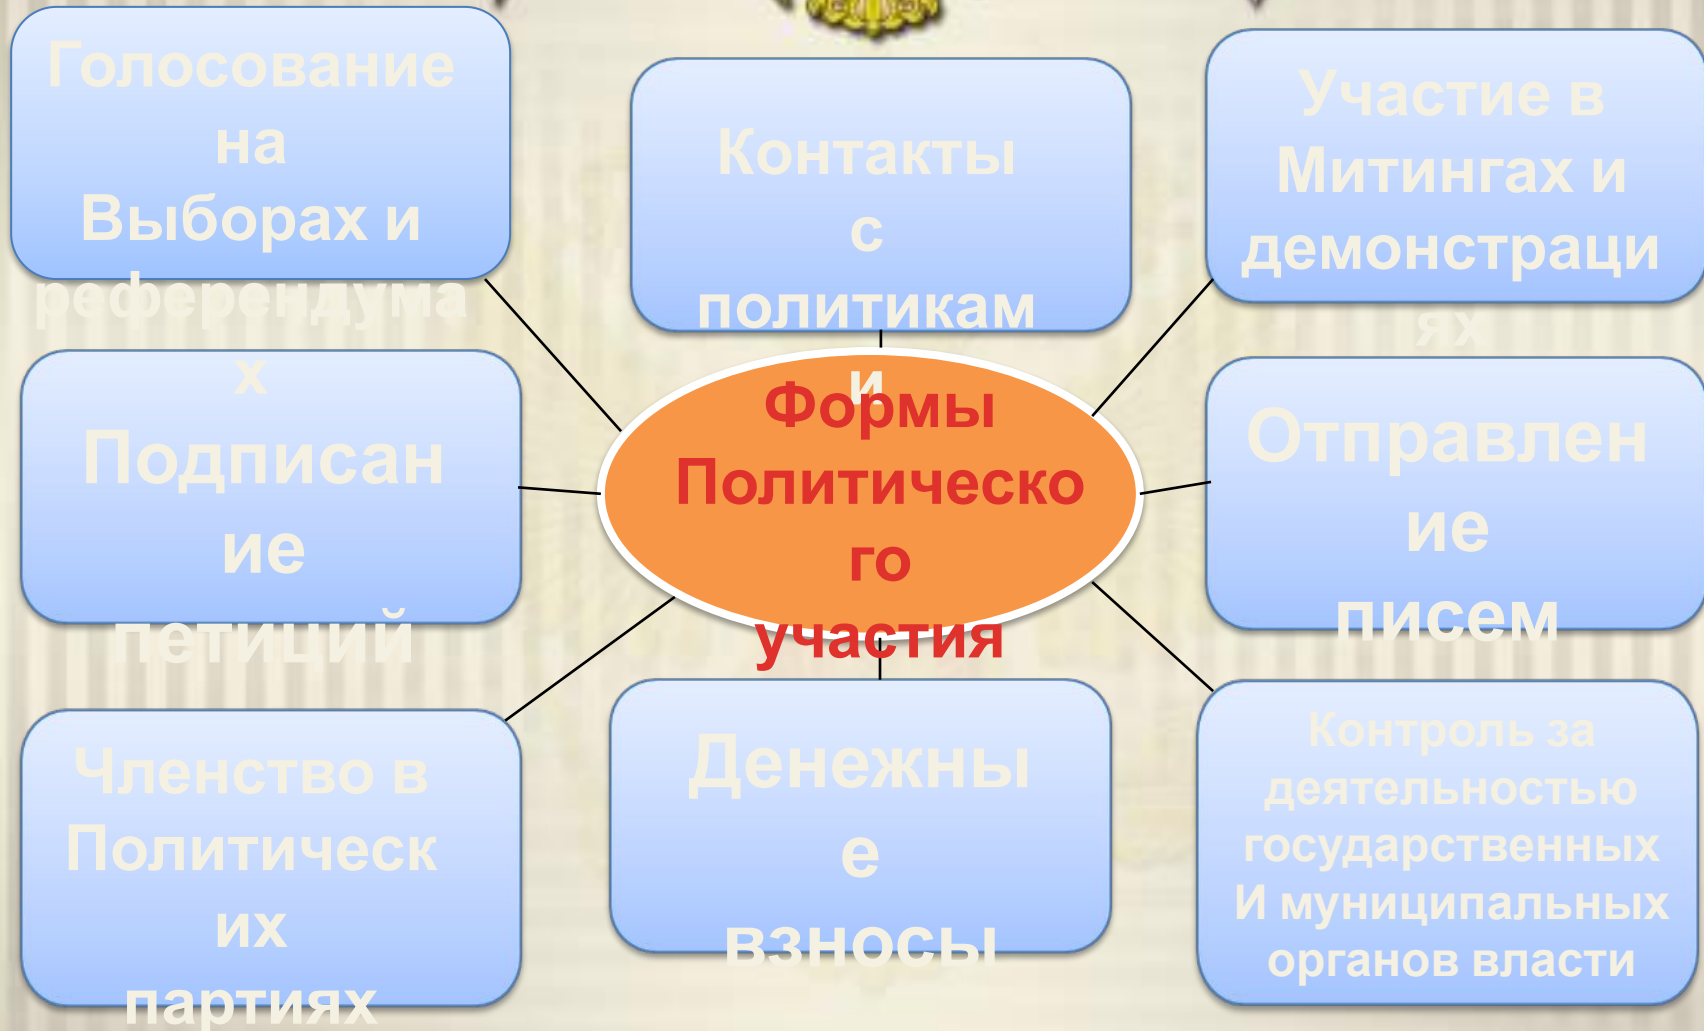 Голосование
на
Выборах и
референдума
х
Контакты
с
политикам
и
Участие в
Митингах и
демонстраци
ях
Подписан
ие
петиций
Формы
Политическо
го
участия
Отправлен
ие
писем
Членство в
Политическ
их
партиях
Денежны
е
взносы
Контроль за
деятельностью
государственных
И муниципальных
органов власти